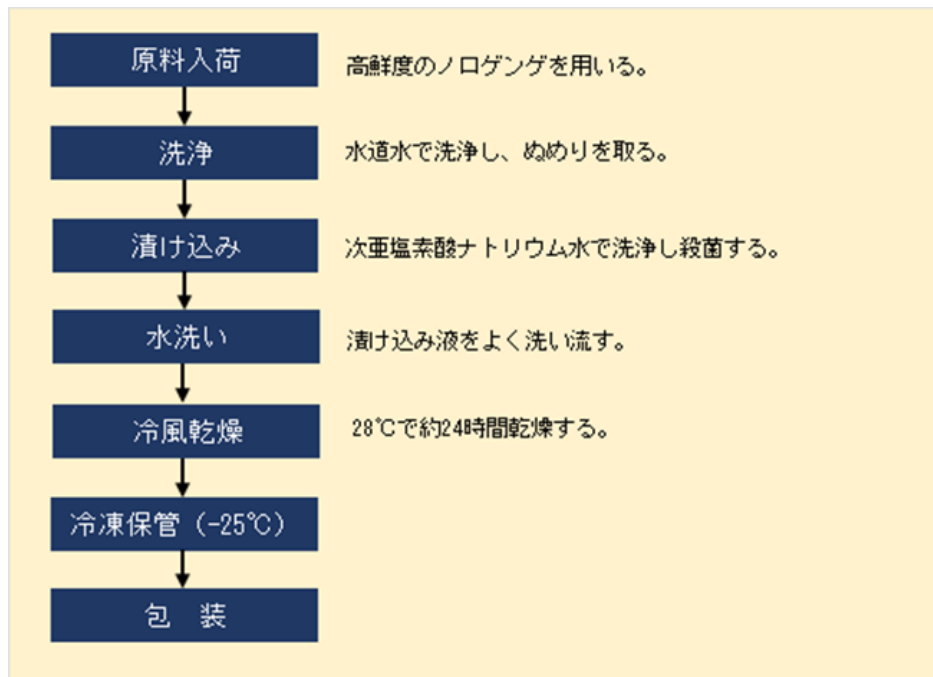 原料入荷 高鮮度のノロゲンゲを用いる。
洗浄 水道水で洗浄し、ぬめりを取る。
漬け込み 次亜塩素酸ナトリウム水で洗浄し殺菌する。
水洗い 漬け込み液をよく洗い流す。
冷風乾燥 28℃で約24時間乾燥する。
冷凍保管（-25℃）
包　装